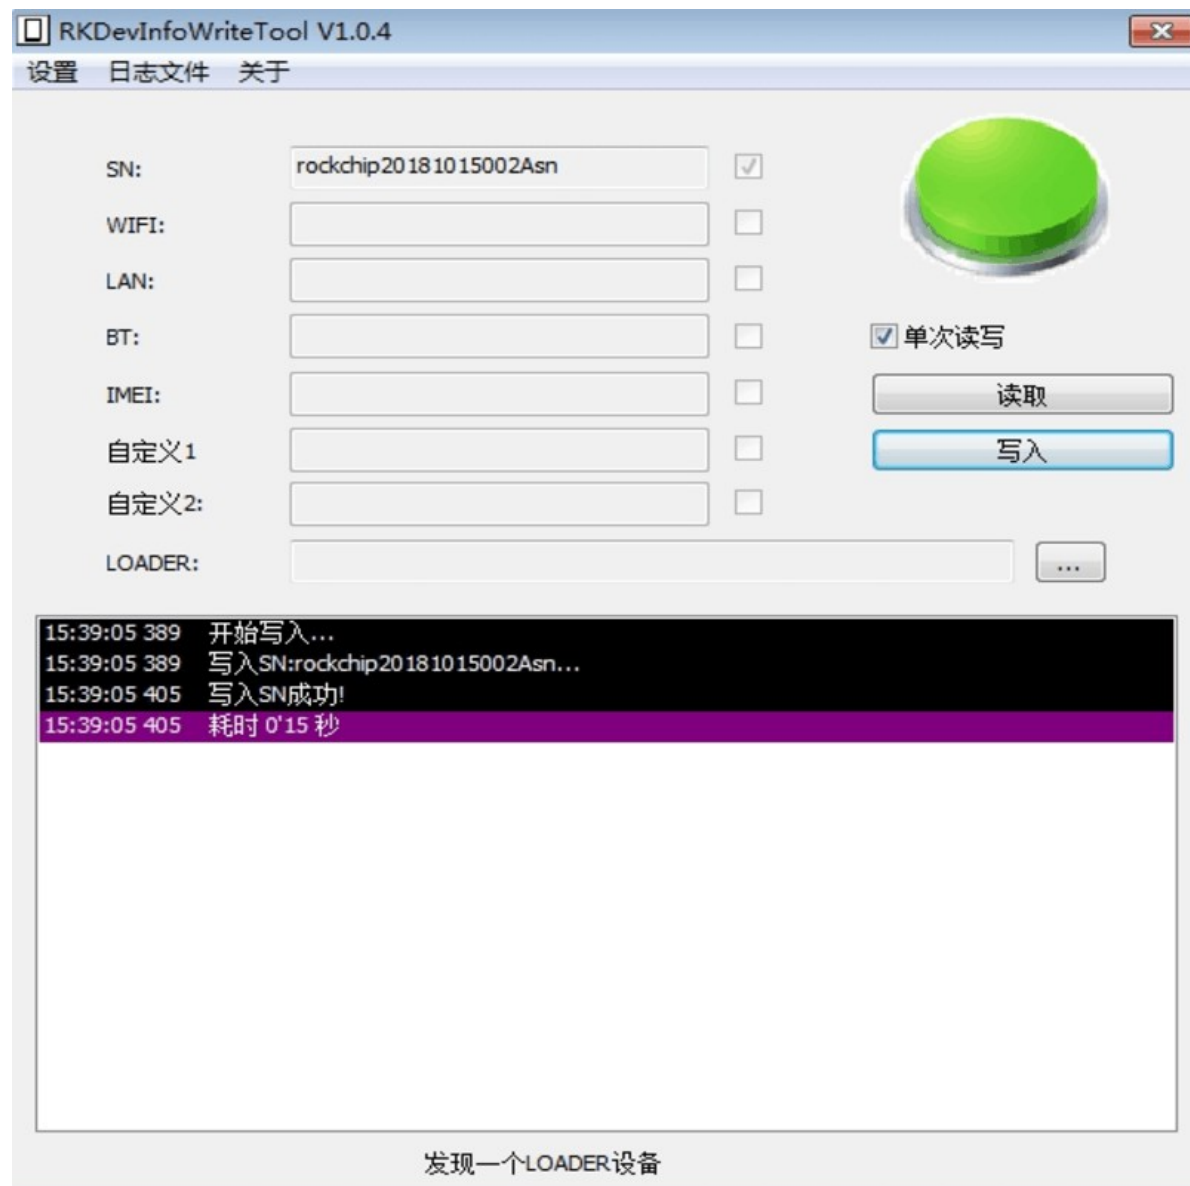 RKDevInfoWriteTool V1.0.4
设置 日志文件 关于
SN: rockchip20181015002Asn
WIFI:
LAN:
BT:
单次读写
IMEI:
读取
自定义1
写入
自定义2:
LOADER:
...
15:39:05 389 开始写入...
15:39:05 389 写入SN:rockchip20181015002Asn...
15:39:05 405 写入SN成功!
15:39:05 405 耗时 0'15 秒
发现一个LOADER设备